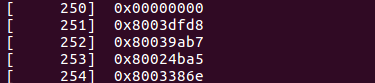 [     250]  0x00000000
[     251]  0x8003dfd8
[     252]  0x80039ab7
[     253]  0x80024ba5
[     254]  0x8003386e